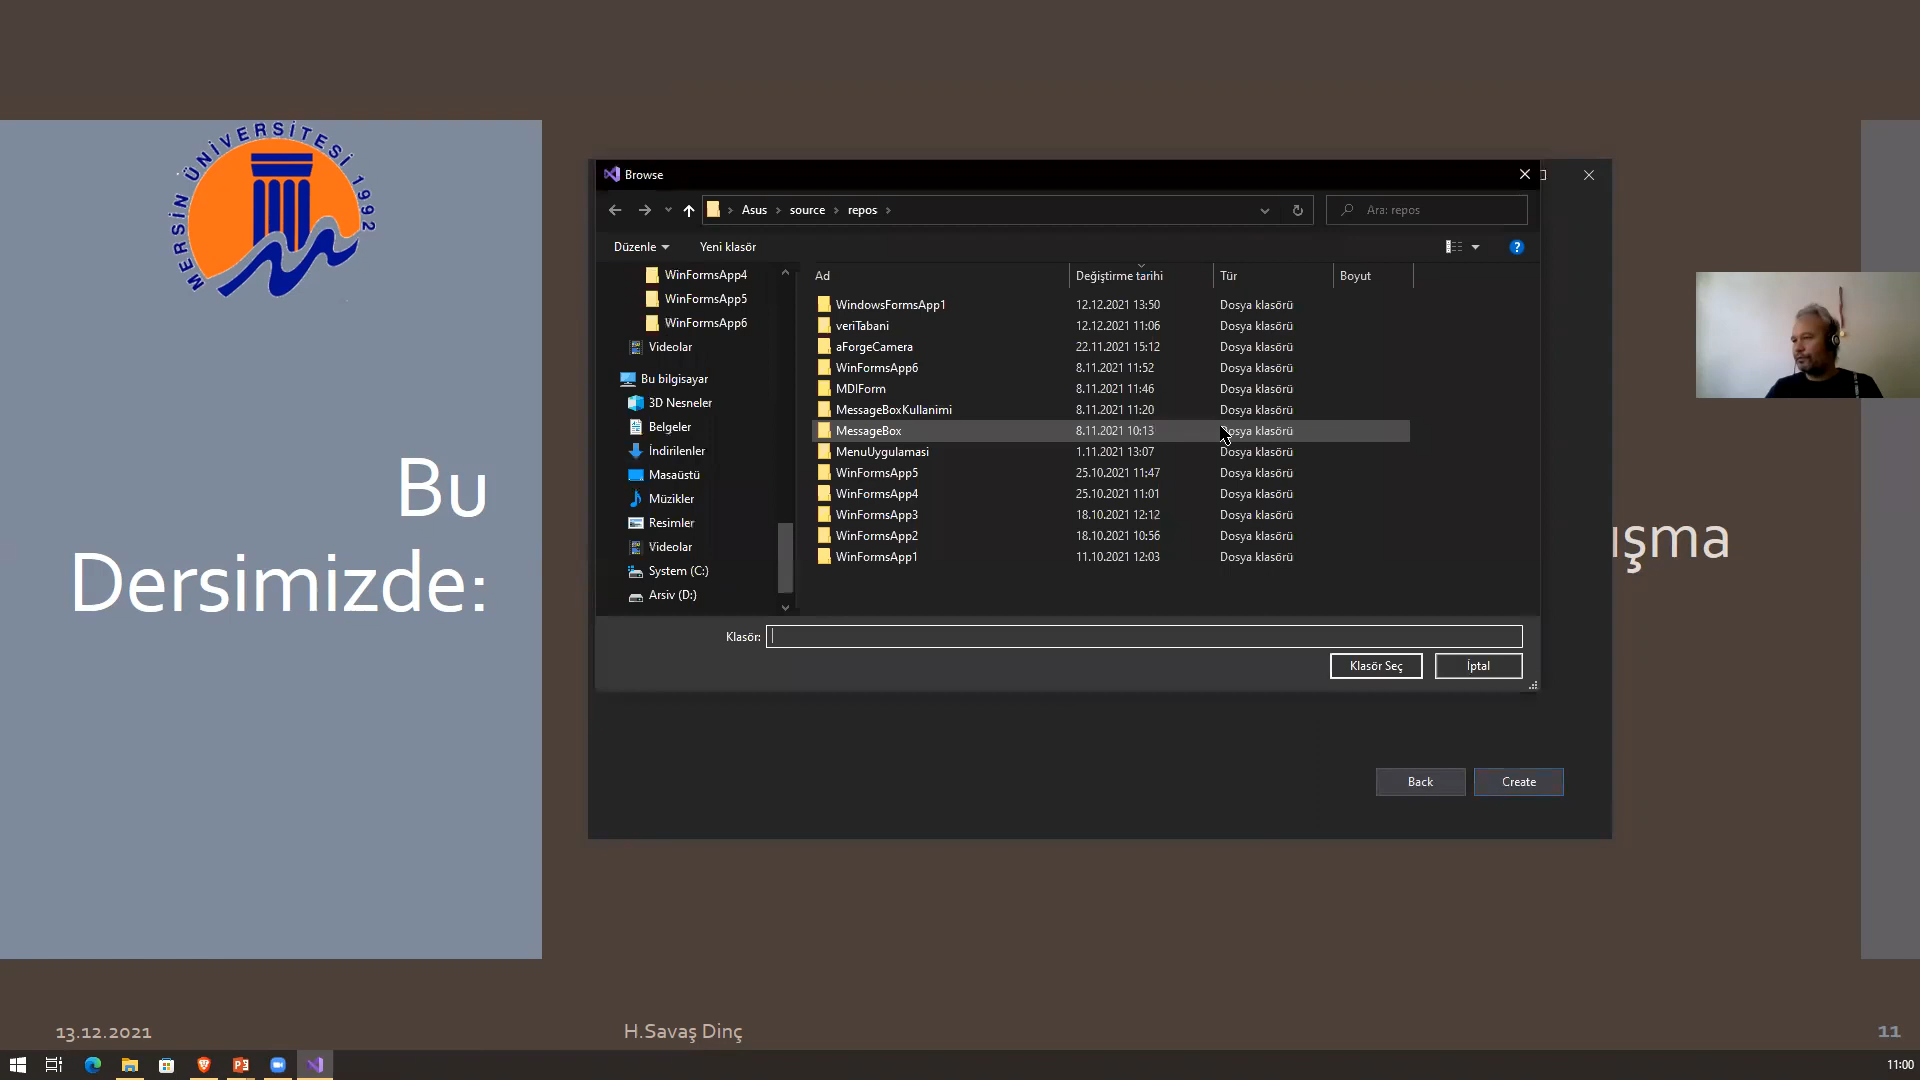 MERSİN ÜNİVERSİTESİ 1992
Bu
Dersimizde:
Browse
Asus
source
repos
Ara: repos
Düzenle
Yeni klasör
WinFormsApp4
WinFormsApp5
WinFormsApp6
Videolar
Bu bilgisayar
3D Nesneler
Belgeler
İndirilenler
Masaüstü
Müzikler
Resimler
Videolar
System (C:)
Arsiv (D:)
Ad Değiştirme tarihi Tür Boyut
WindowsFormsApp1 12.12.2021 13:50 Dosya klasörü
veriTabani 12.12.2021 11:06 Dosya klasörü
aForgeCamera 22.11.2021 15:12 Dosya klasörü
WinFormsApp6 8.11.2021 11:52 Dosya klasörü
MDIForm 8.11.2021 11:46 Dosya klasörü
MessageBoxKullanimi 8.11.2021 11:20 Dosya klasörü
MessageBox 8.11.2021 10:13 Dosya klasörü
MenuUygulamasi 1.11.2021 13:07 Dosya klasörü
WinFormsApp5 25.10.2021 11:47 Dosya klasörü
WinFormsApp4 25.10.2021 11:01 Dosya klasörü
WinFormsApp3 18.10.2021 12:12 Dosya klasörü
WinFormsApp2 18.10.2021 10:56 Dosya klasörü
WinFormsApp1 11.10.2021 12:03 Dosya klasörü
Klasör:
Klasör Seç İptal
Back Create
ışma
13.12.2021
H.Savaş Dinç
11
11:00